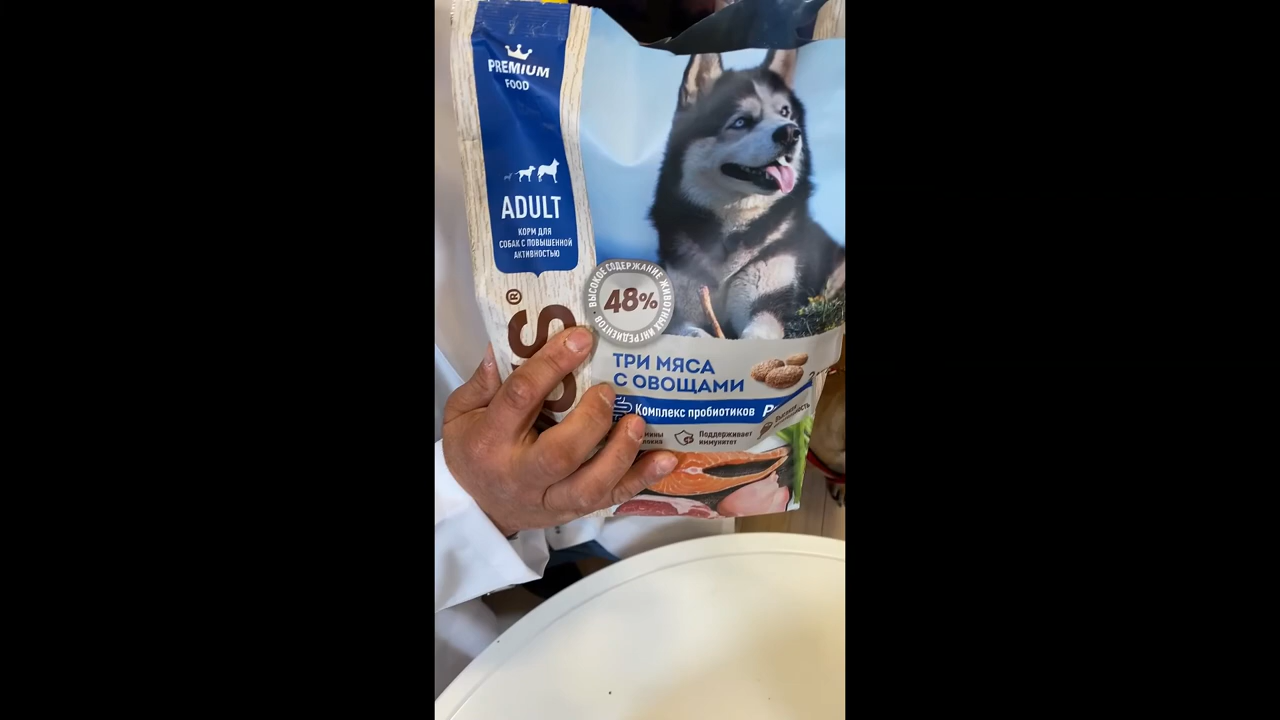 PREMIUM
FOOD
ADULT
КОРМ ДЛЯ
СОБАК С ПОВЫШЕННОЙ
АКТИВНОСТЬЮ
ВЫСОКОЕ СОДЕРЖАНИЕ ЖИВОТНЫХ ИНГРЕДИЕНТОВ
48%
ТРИ МЯСА
С ОВОЩАМИ
Комплекс пробиотиков
Поддерживает
иммунитет
Высокая